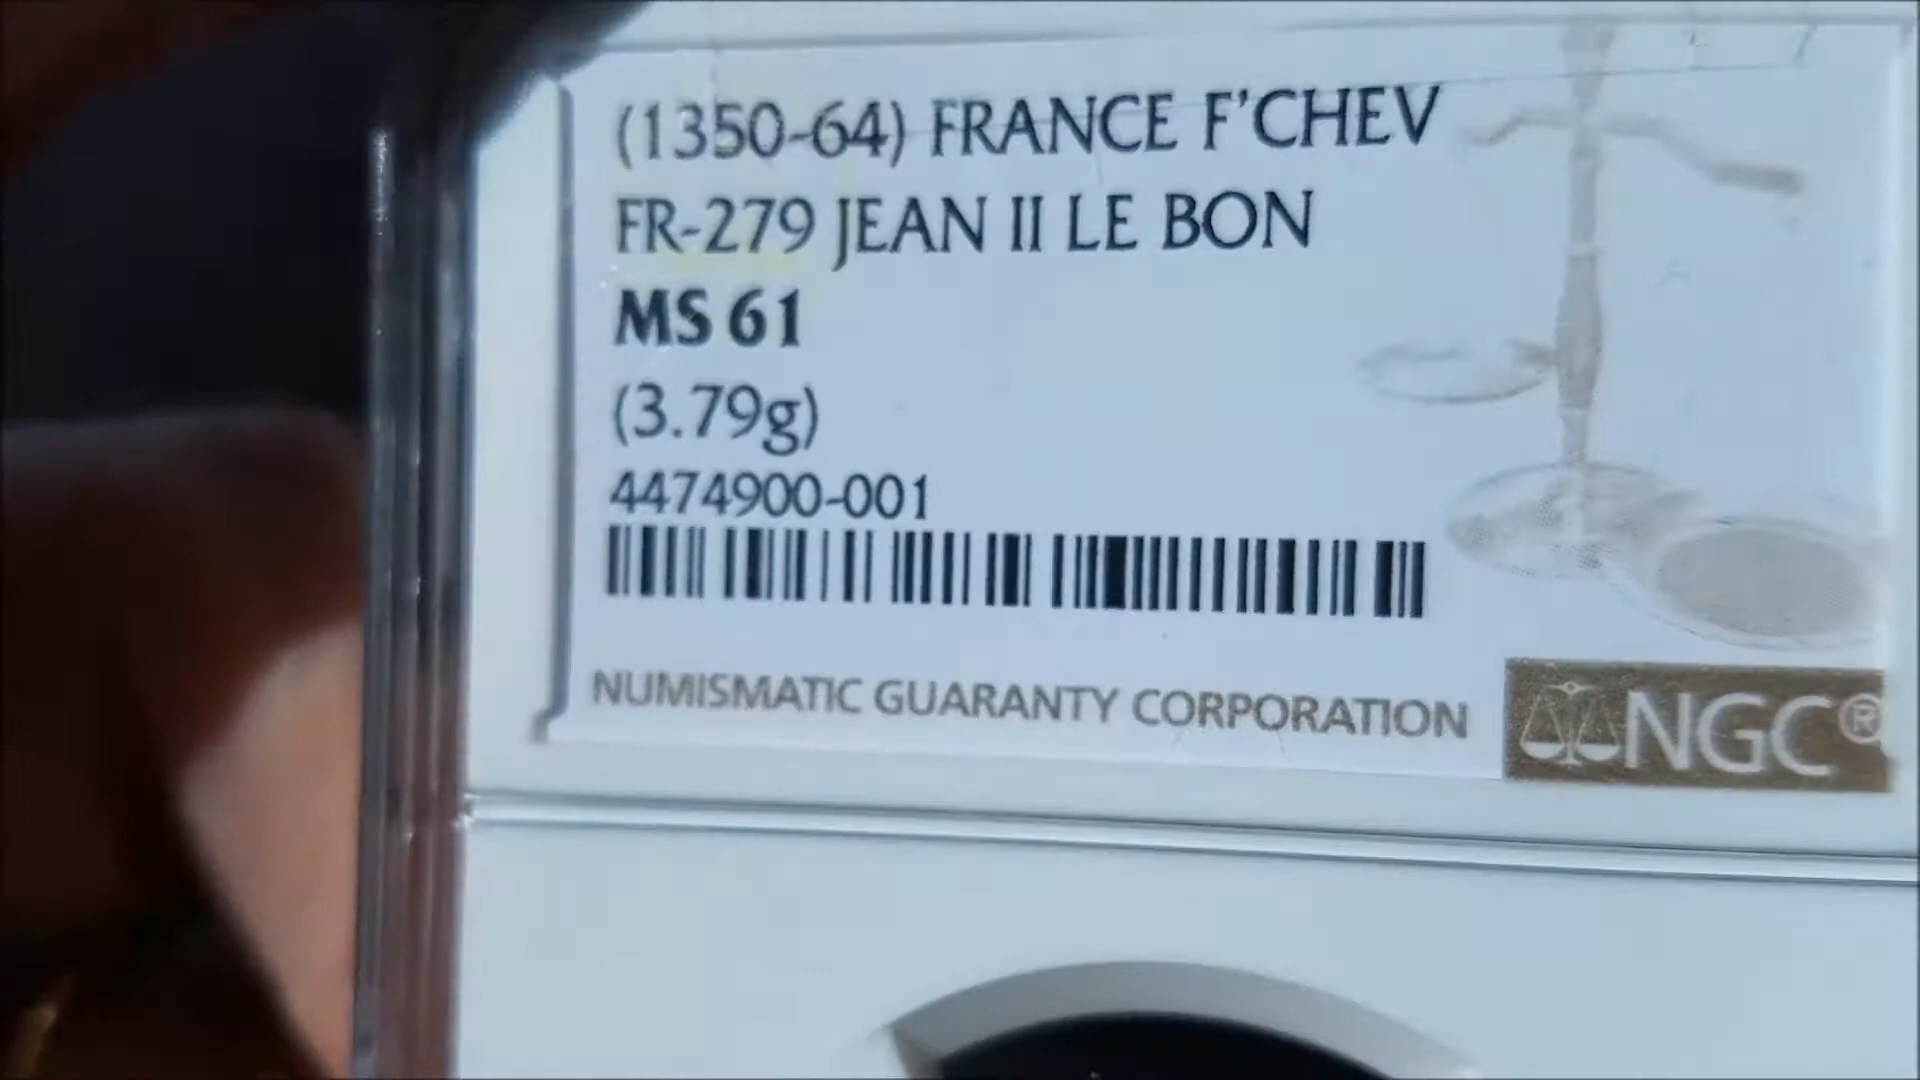 (1350-64) FRANCE F'CHEV
FR-279 JEAN II LE BON
MS 61
(3.79g)
4474900-001
NUMISMATIC GUARANTY CORPORATION
NGC®